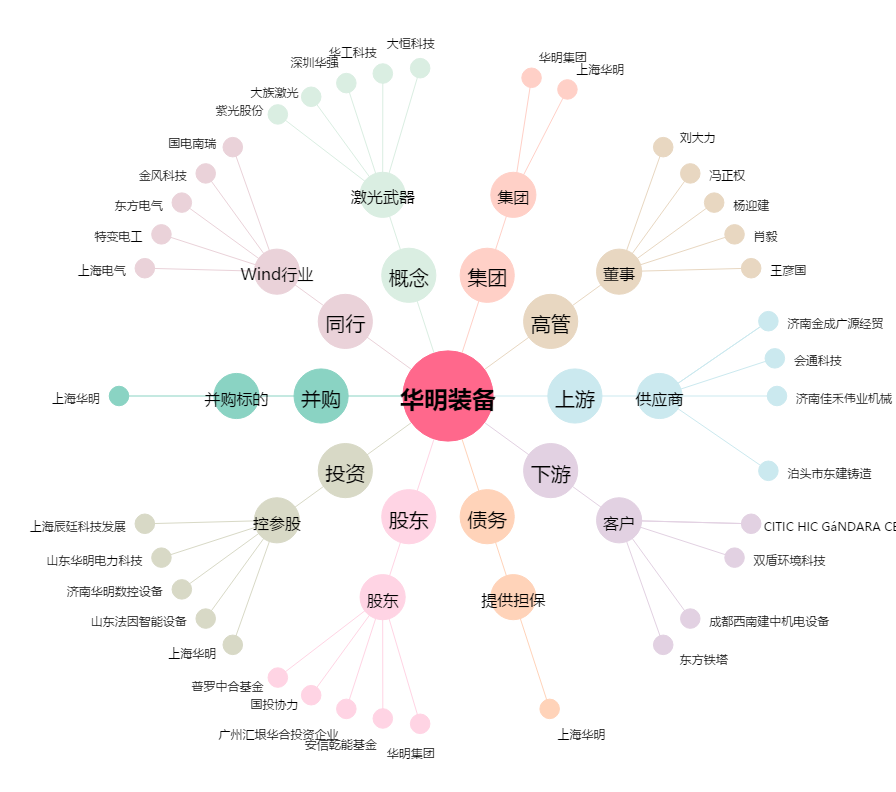 大恒科技
华工科技
深圳华强
大族激光
紫光股份
激光武器
概念
华明集团
上海华明
集团
集团
刘大力
冯正权
杨迎建
肖毅
王彦国
董事
高管
国电南瑞
金风科技
东方电气
特变电工
上海电气
Wind行业
同行
济南金成广源经贸
会通科技
济南佳禾伟业机械
泊头市东建铸造
供应商
上游
华明装备
并购
并购标的
上海华明
投资
控参股
上海辰廷科技发展
山东华明电力科技
济南华明数控设备
山东法因智能设备
上海华明
股东
股东
普罗中合基金
国投协力
广州汇垠华合投资企业
安信乾能基金
华明集团
债务
提供担保
上海华明
下游
客户
CITIC HIC GáNDARA CE
双盾环境科技
成都西南建中机电设备
东方铁塔